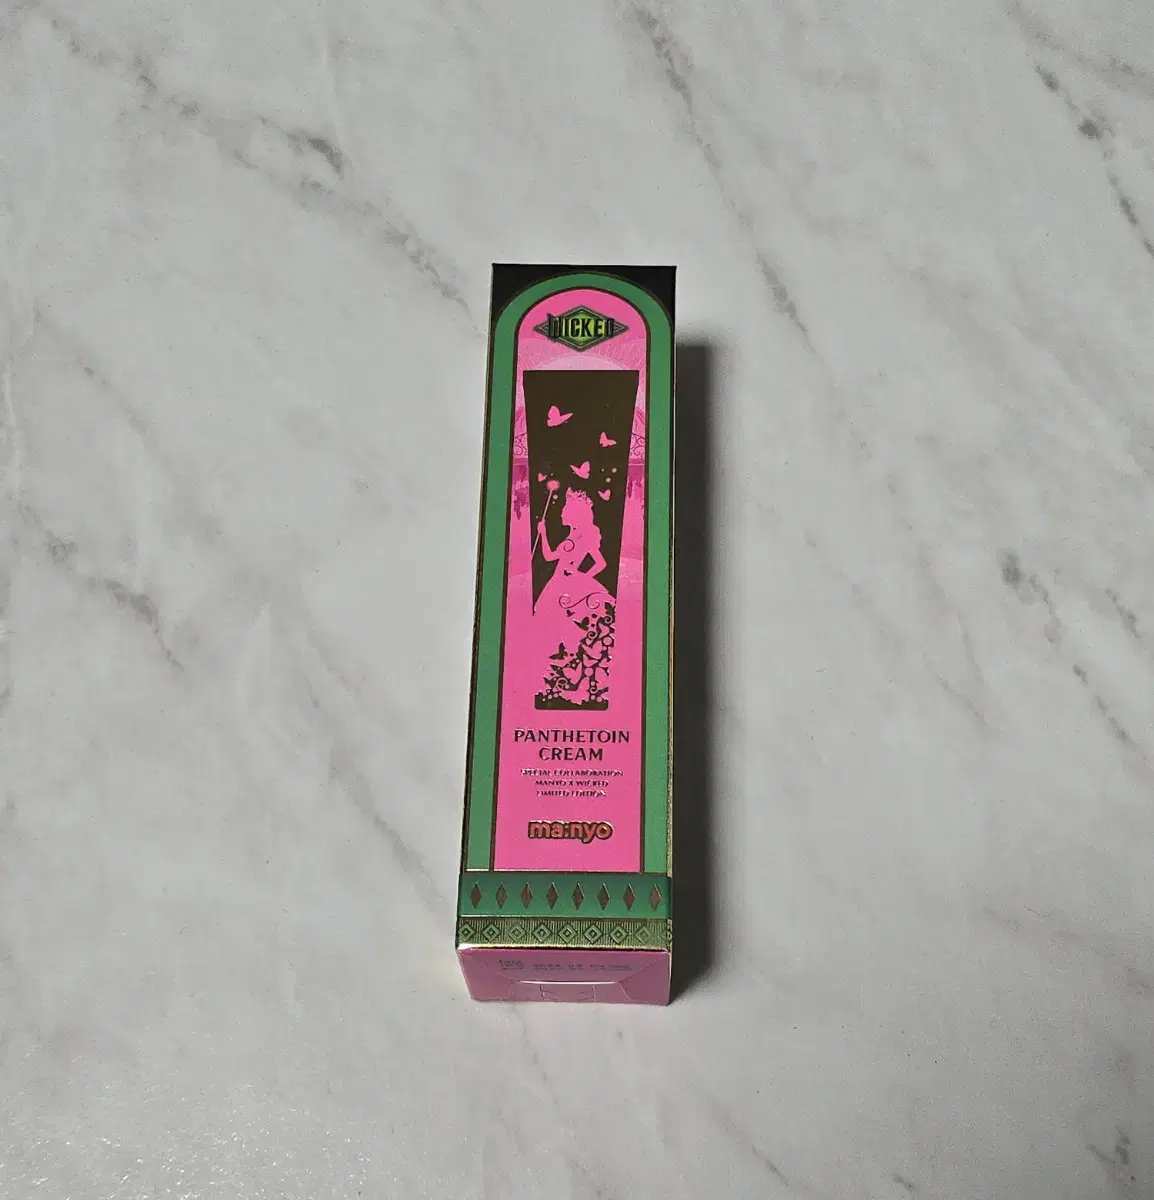 WICKED
PANTHETOIN
CREAM
SPECIAL COLLABORATION
MANYO X WICKED
LIMITED EDITION
ma:nyo